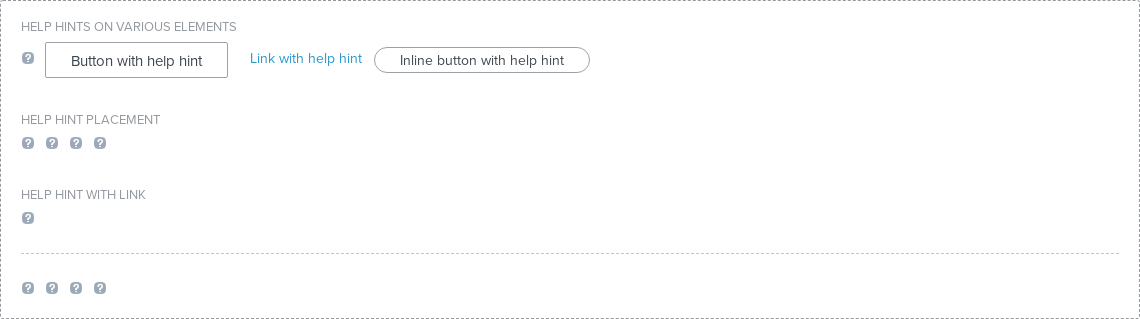 HELP HINTS ON VARIOUS ELEMENTS
? Button with help hint Link with help hint Inline button with help hint
HELP HINT PLACEMENT
? ? ? ?
HELP HINT WITH LINK
?
? ? ? ?